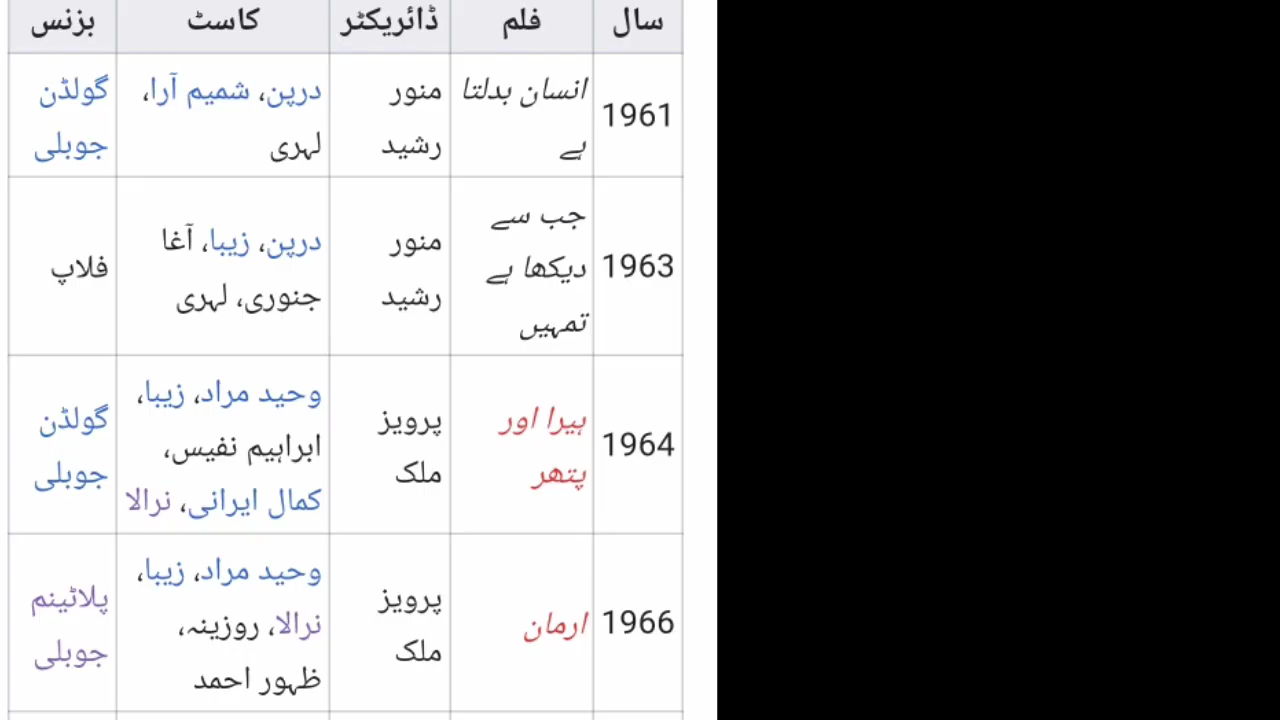 سال فلم ڈائریکٹر کاسٹ بزنس
1961
انسان بدلتا
ہے
منور
رشید
درپن، شمیم آرا،
لہری
گولڈن
جوبلی
1963
جب سے
دیکھا ہے
تمہیں
منور
رشید
درپن، زیبا، آغا
جنوری، لہری
فلاپ
1964
ہیرا اور
پتھر
پرویز
ملک
وحید مراد، زیبا،
ابراہیم نفیس،
کمال ایرانی، نرالا
گولڈن
جوبلی
1966
ارمان
پرویز
ملک
وحید مراد، زیبا،
نرالا، روزینہ،
ظہور احمد
پلاٹینم
جوبلی